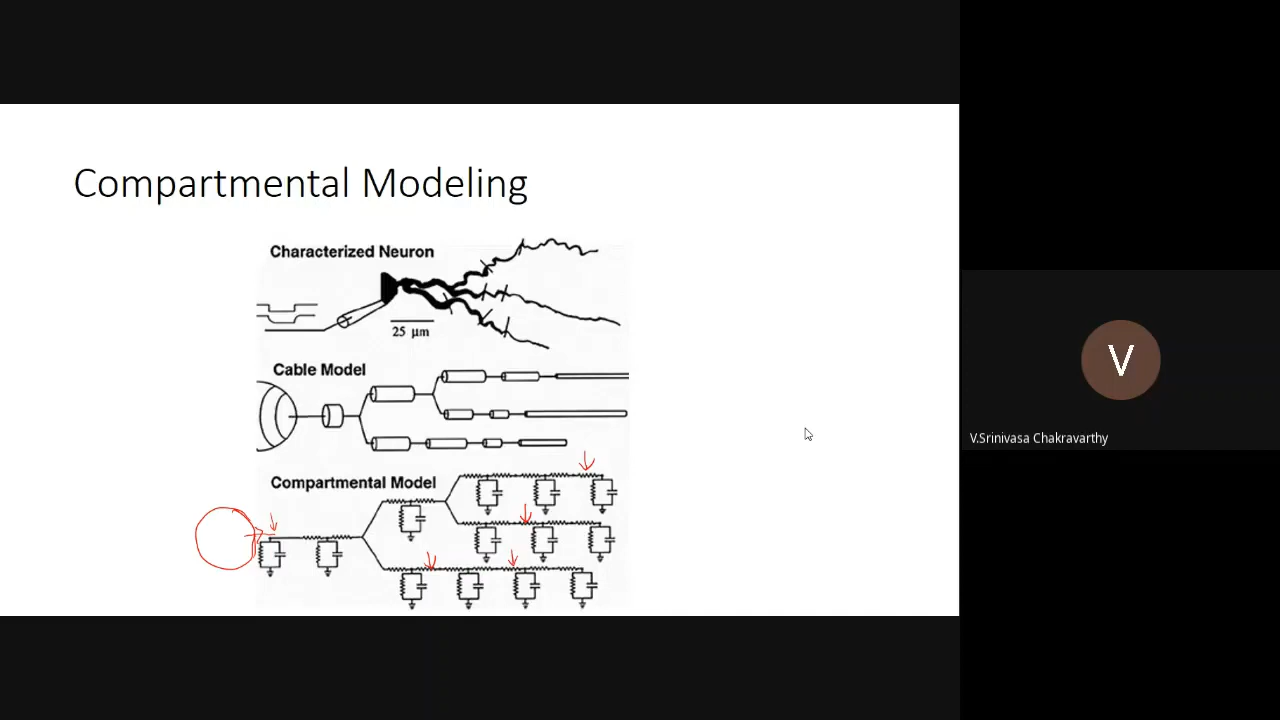 Compartmental Modeling
Characterized Neuron
25 µm
Cable Model
Compartmental Model
V
V.Srinivasa Chakravarthy